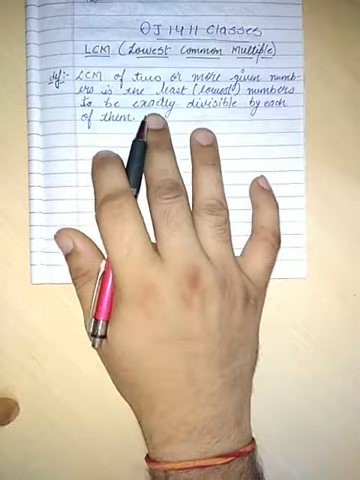 OJ 1411 Classes
LCM (Lowest Common Multiple)
Def:- LCM of two or more given numb-
ers is the least (lowest) numbers
to be exactly divisible by each
of them.